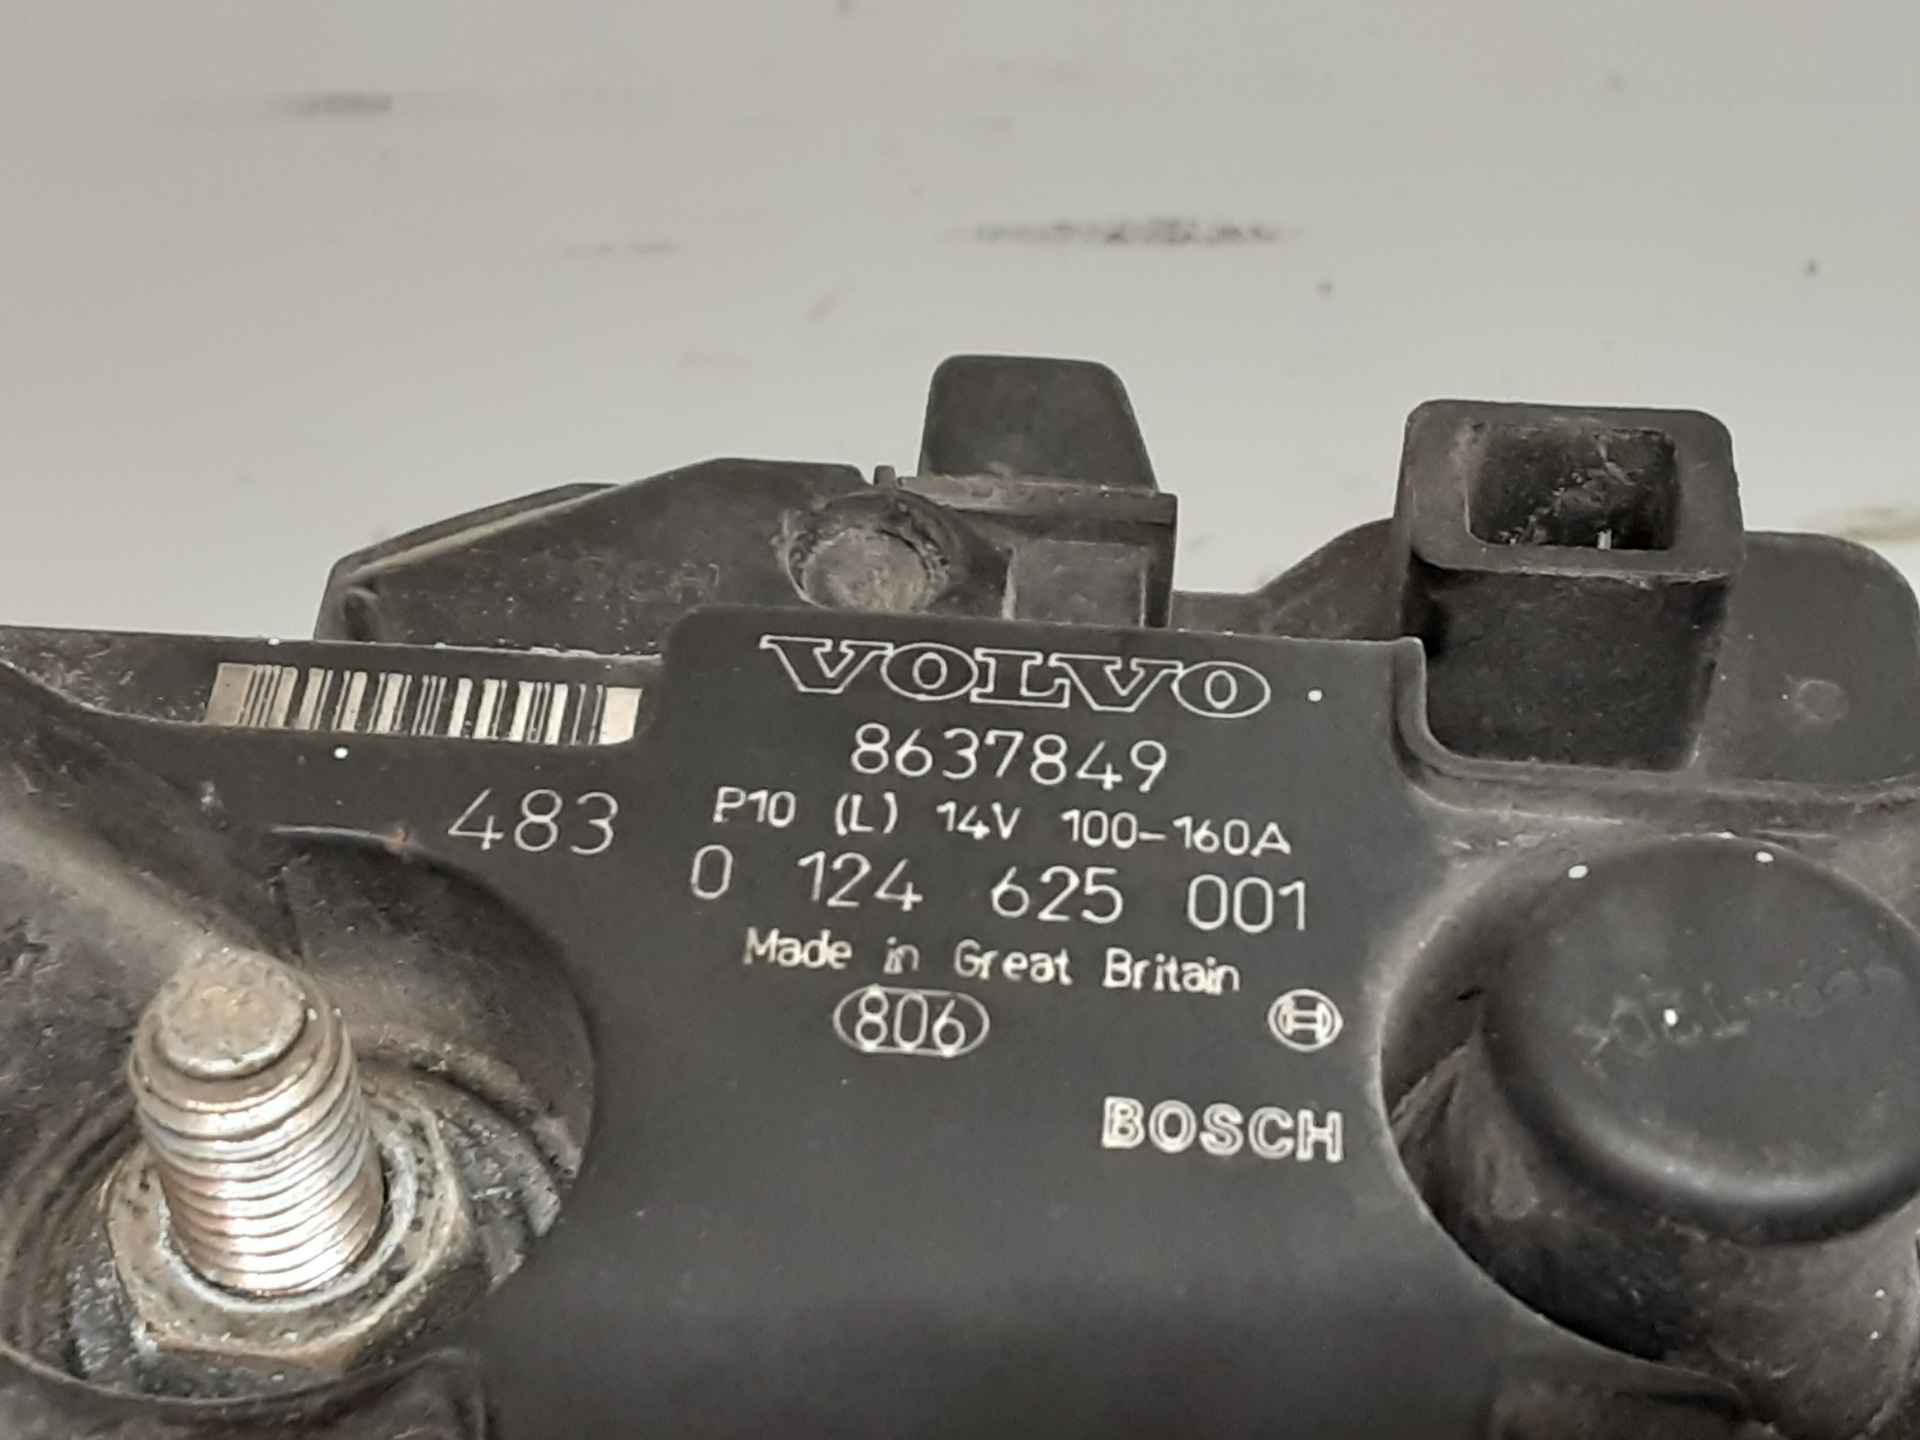 VOLVO
8637849
483
P10 (L) 14V 100-160A
0 124 625 001
Made in Great Britain
806
BOSCH